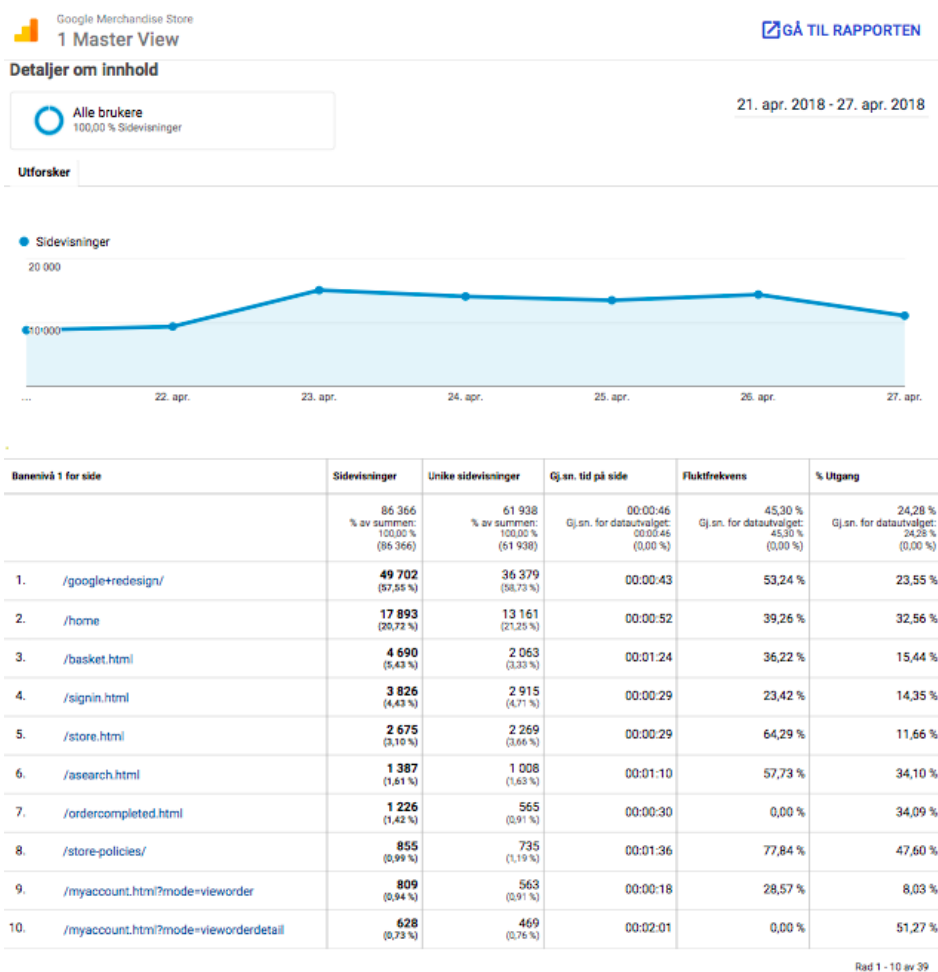 Google Merchandise Store
1 Master View
GÅ TIL RAPPORTEN
Detaljer om innhold
Alle brukere
100,00 % Sidevisninger
21. apr. 2018 - 27. apr. 2018
Utforsker
Sidevisninger
20 000
10 000
... 22. apr. 23. apr. 24. apr. 25. apr. 26. apr. 27. apr.
Banenivå 1 for side Sidevisninger Unike sidevisninger Gj.sn. tid på side Fluktfrekvens % Utgang
86 366 61 938 00:00:46 45,30 % 24,28 %
% av summen: % av summen: Gj.sn. for datautvalget: Gj.sn. for datautvalget: Gj.sn. for datautvalget:
100,00 % 100,00 % 00:00:46 45,30 % 24,28 %
(86 366) (61 938) (0,00 %) (0,00 %) (0,00 %)
1. /google+redesign/ 49 702 36 379 00:00:43 53,24 % 23,55 %
(57,55 %) (58,73 %)
2. /home 17 893 13 161 00:00:52 39,26 % 32,56 %
(20,72 %) (21,25 %)
3. /basket.html 4 690 2 063 00:01:24 36,22 % 15,44 %
(5,43 %) (3,33 %)
4. /signin.html 3 826 2 915 00:00:29 23,42 % 14,35 %
(4,43 %) (4,71 %)
5. /store.html 2 675 2 269 00:00:29 64,29 % 11,66 %
(3,10 %) (3,66 %)
6. /asearch.html 1 387 1 008 00:01:10 57,73 % 34,10 %
(1,61 %) (1,63 %)
7. /ordercompleted.html 1 226 565 00:00:30 0,00 % 34,09 %
(1,42 %) (0,91 %)
8. /store-policies/ 855 735 00:01:36 77,84 % 47,60 %
(0,99 %) (1,19 %)
9. /myaccount.html?mode=vieworder 809 563 00:00:18 28,57 % 8,03 %
(0,94 %) (0,91 %)
10. /myaccount.html?mode=vieworderdetail 628 469 00:02:01 0,00 % 51,27 %
(0,73 %) (0,76 %)
Rad 1 - 10 av 39